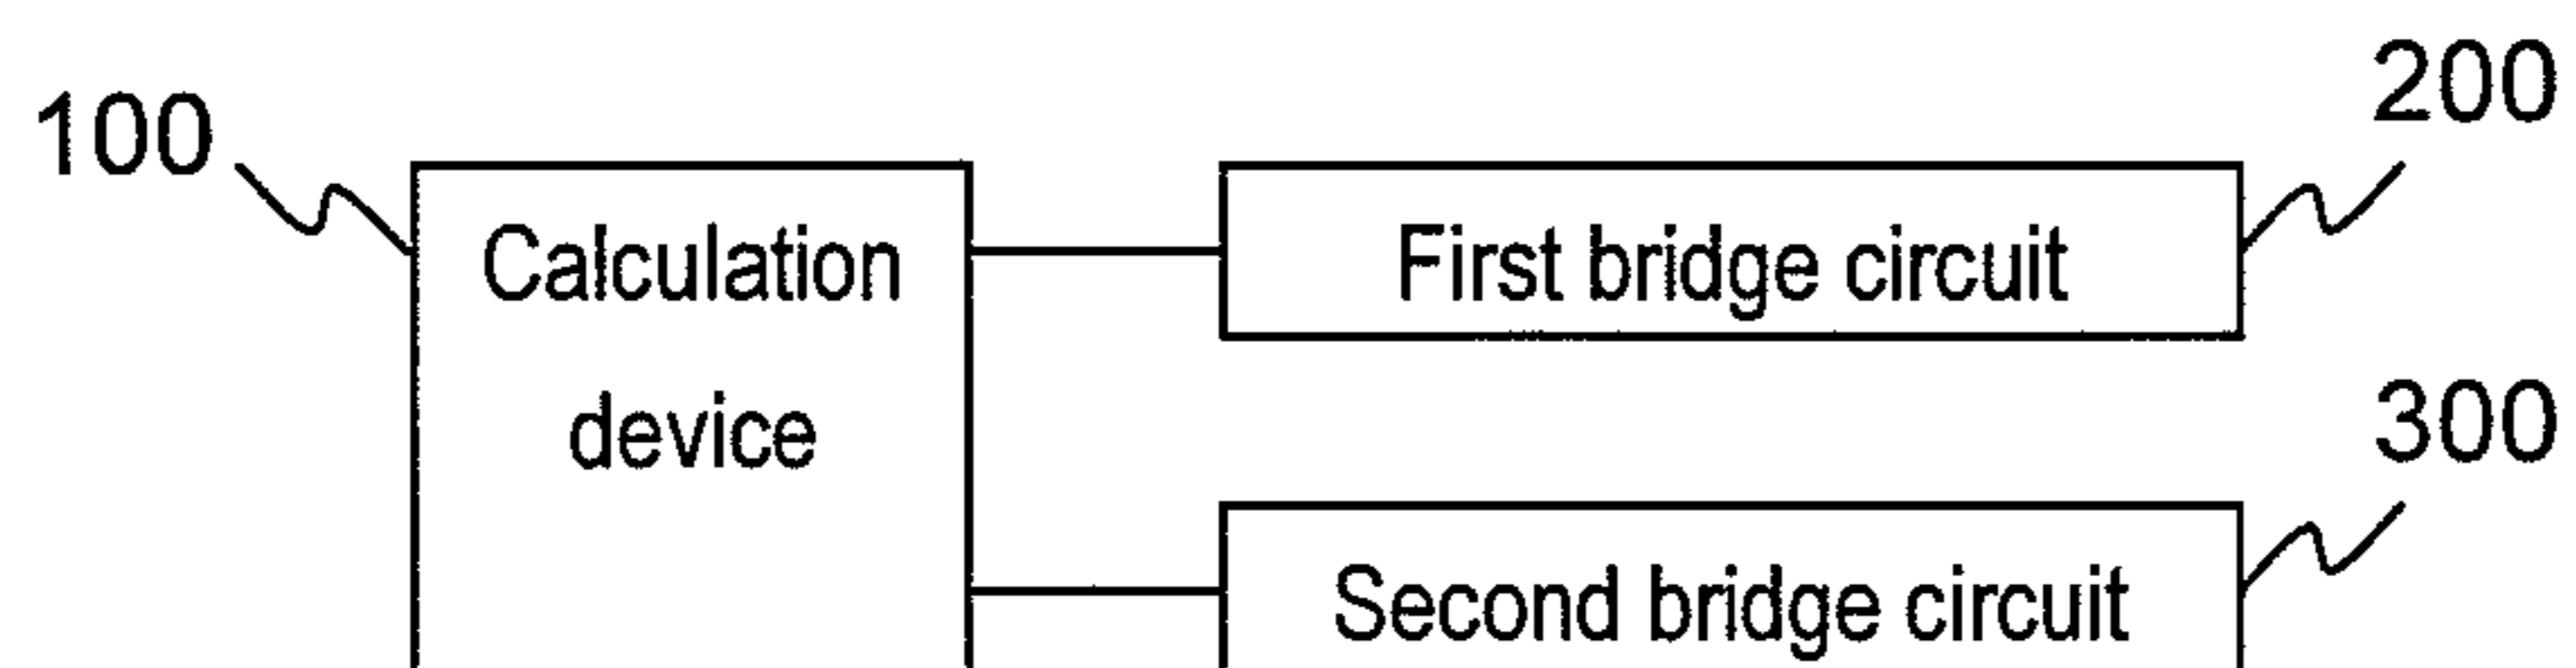 200
100
Calculation
device
First bridge circuit
300
Second bridge circuit